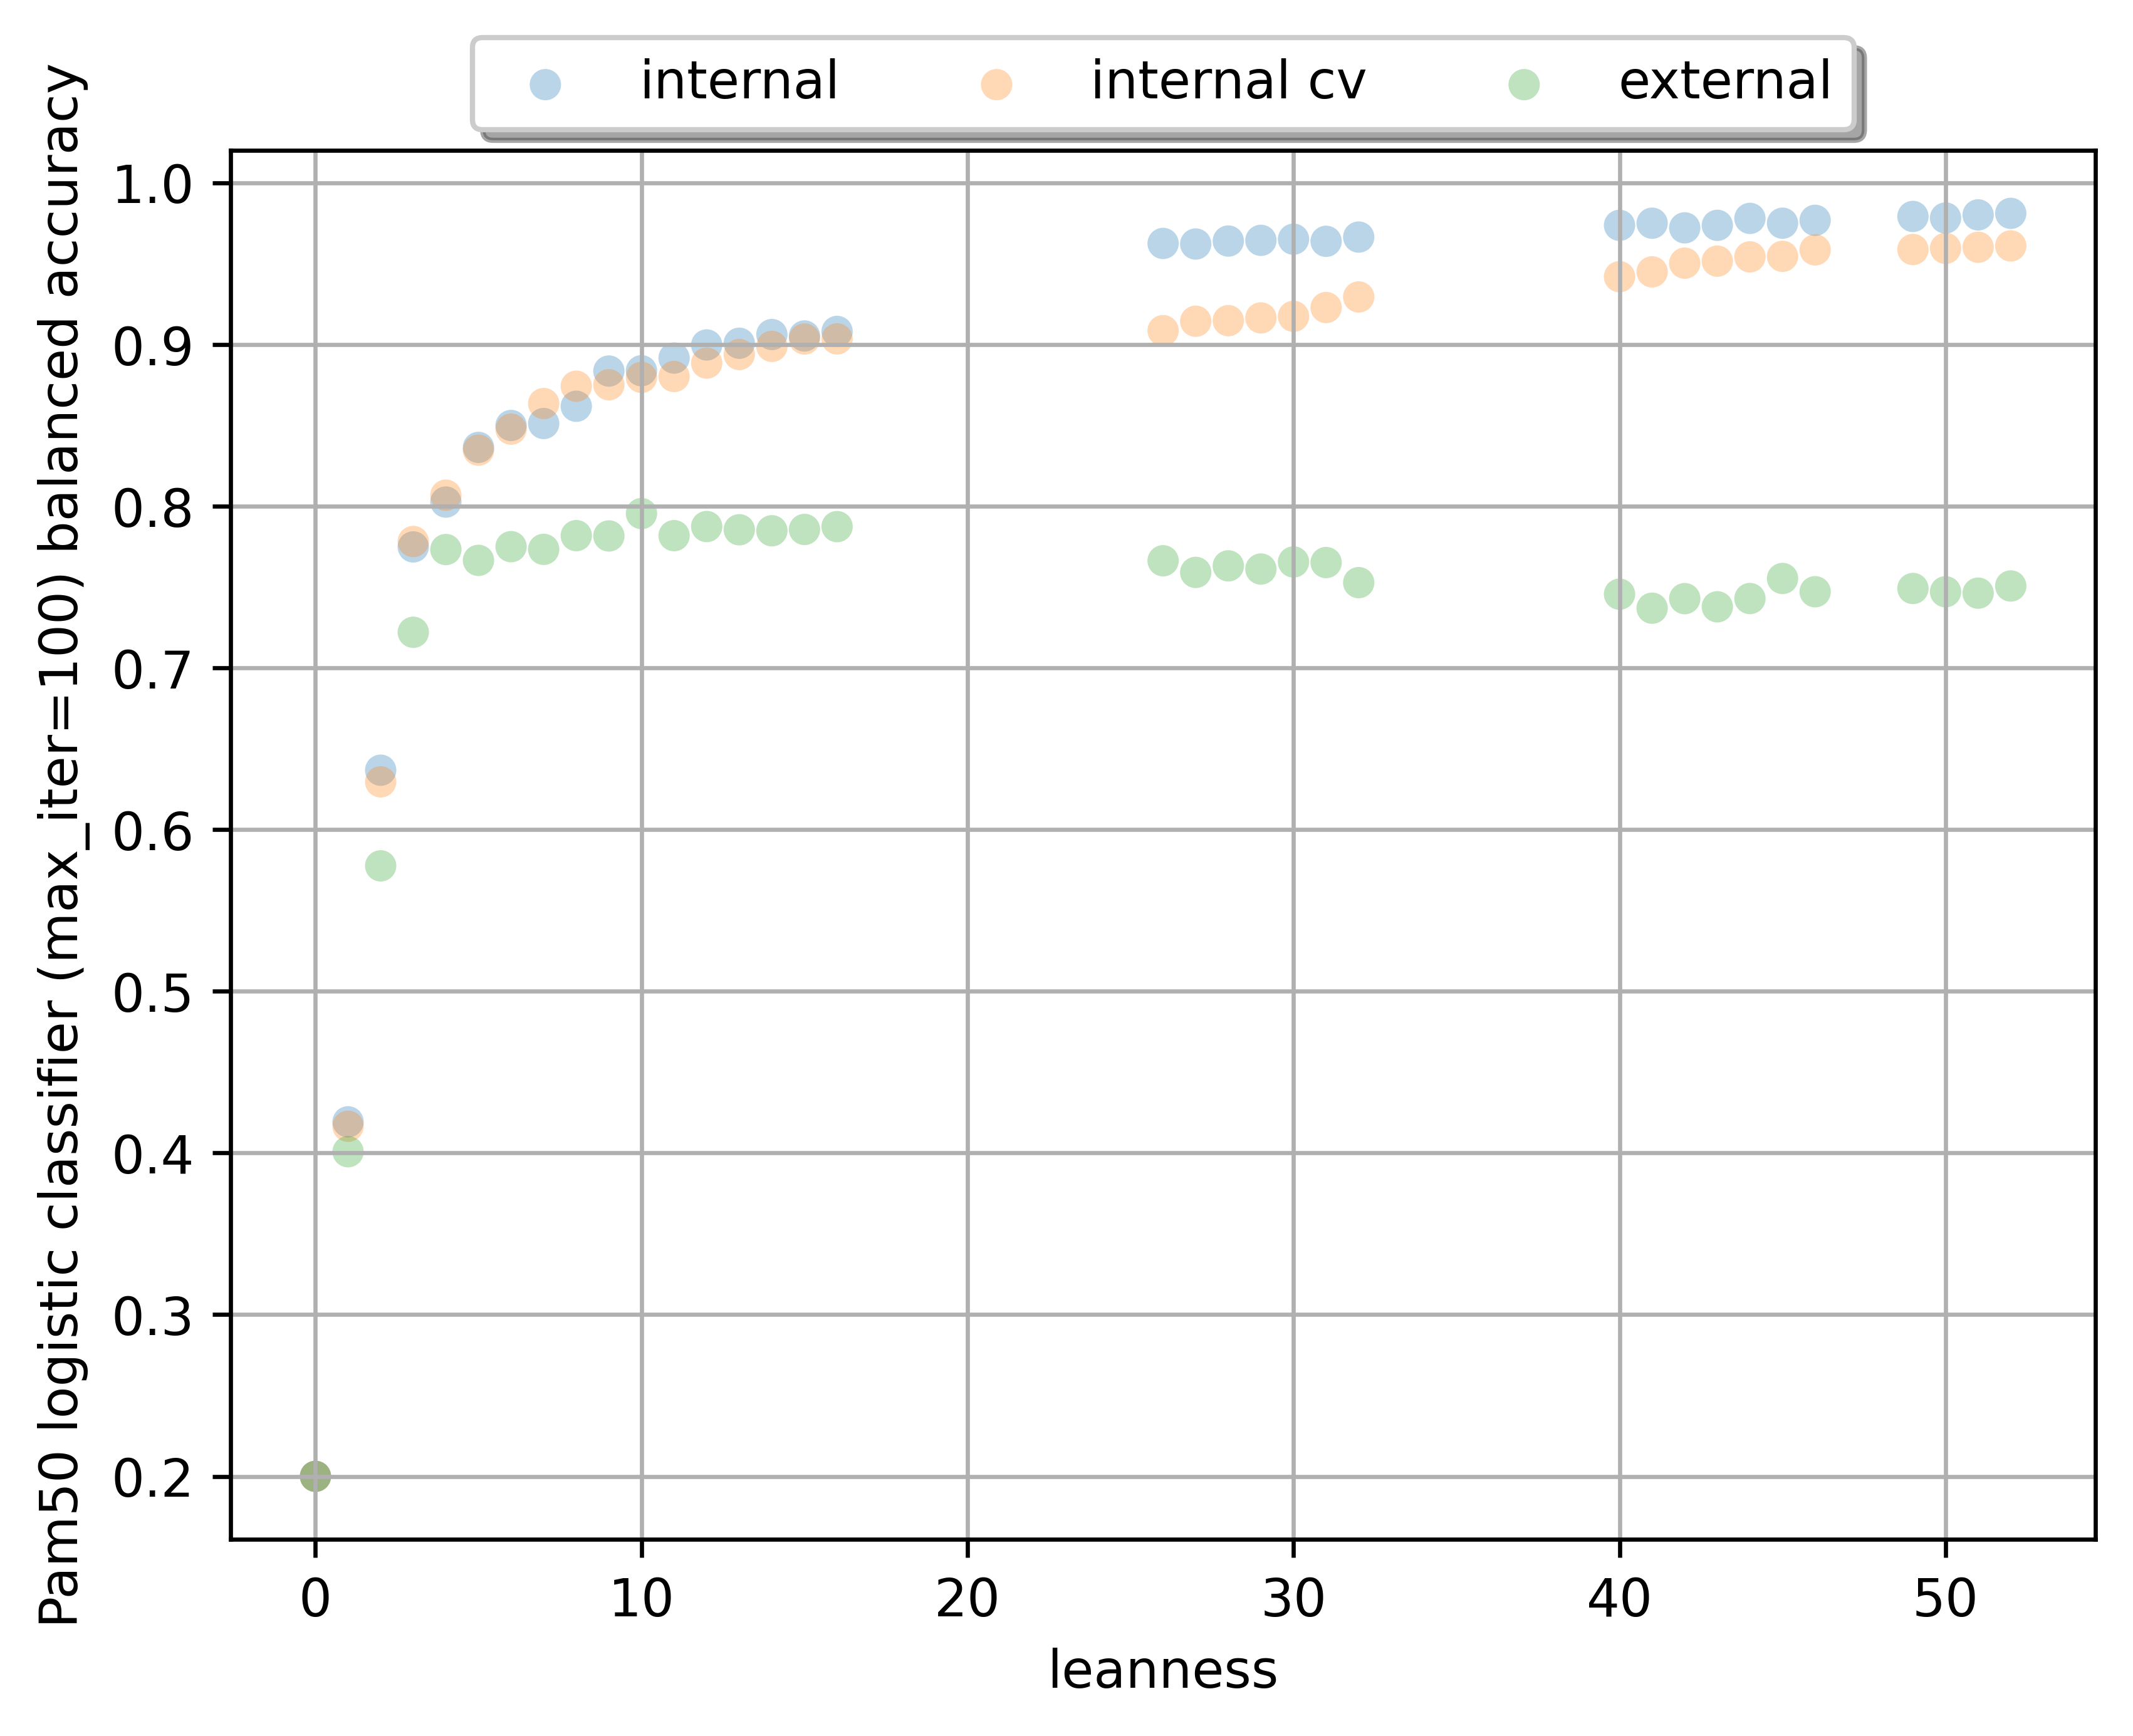 internal internal cv external
Pam50 logistic classifier (max_iter=100) balanced accuracy
1.0
0.9
0.8
0.7
0.6
0.5
0.4
0.3
0.2
0 10 20 30 40 50
leanness